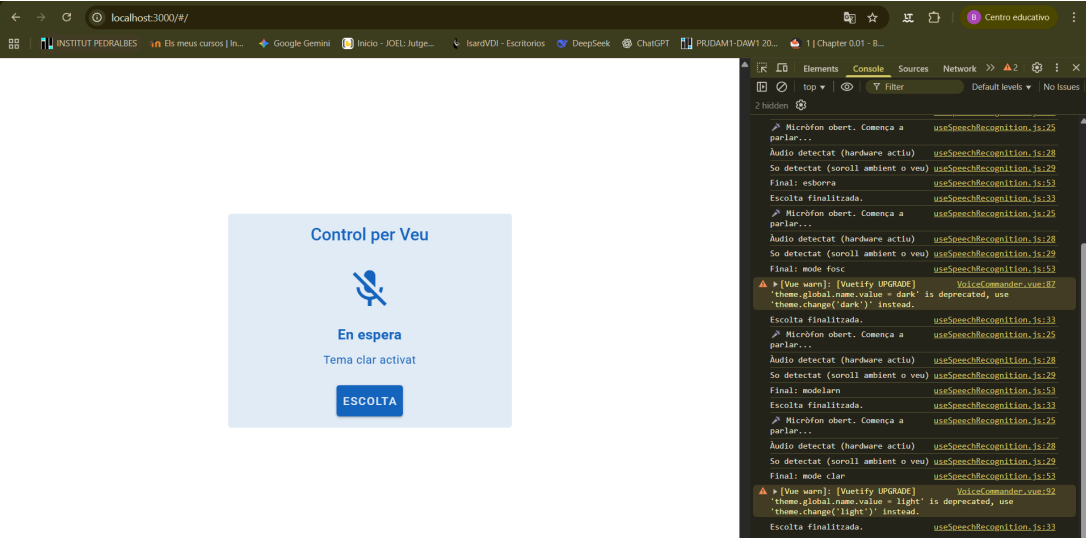 localhost:3000/#/
Centro educativo
INSTITUT PEDRALBES
Els meus cursos | In...
Google Gemini
Inicio - JOEL: Jutge...
IsardVDI - Escritorios
DeepSeek
ChatGPT
PRJDAM1-DAW1 20...
1 | Chapter 0.01 - B...
Control per Veu
En espera
Tema clar activat
ESCOLTA
Elements Console Sources Network 2
top Filter Default levels No Issues
2 hidden
Micròfon obert. Comença a useSpeechRecognition.js:25
parlar...
Àudio detectat (hardware actiu) useSpeechRecognition.js:28
So detectat (soroll ambient o veu) useSpeechRecognition.js:29
Final: esborra useSpeechRecognition.js:53
Escolta finalitzada. useSpeechRecognition.js:33
Micròfon obert. Comença a useSpeechRecognition.js:25
parlar...
Àudio detectat (hardware actiu) useSpeechRecognition.js:28
So detectat (soroll ambient o veu) useSpeechRecognition.js:29
Final: mode fosc useSpeechRecognition.js:53
[Vue warn]: [Vuetify UPGRADE] VoiceCommander.vue:87
'theme.global.name.value = dark' is deprecated, use
'theme.change('dark')' instead.
Escolta finalitzada. useSpeechRecognition.js:33
Micròfon obert. Comença a useSpeechRecognition.js:25
parlar...
Àudio detectat (hardware actiu) useSpeechRecognition.js:28
So detectat (soroll ambient o veu) useSpeechRecognition.js:29
Final: modelarn useSpeechRecognition.js:53
Escolta finalitzada. useSpeechRecognition.js:33
Micròfon obert. Comença a useSpeechRecognition.js:25
parlar...
Àudio detectat (hardware actiu) useSpeechRecognition.js:28
So detectat (soroll ambient o veu) useSpeechRecognition.js:29
Final: mode clar useSpeechRecognition.js:53
[Vue warn]: [Vuetify UPGRADE] VoiceCommander.vue:92
'theme.global.name.value = light' is deprecated, use
'theme.change('light')' instead.
Escolta finalitzada. useSpeechRecognition.js:33